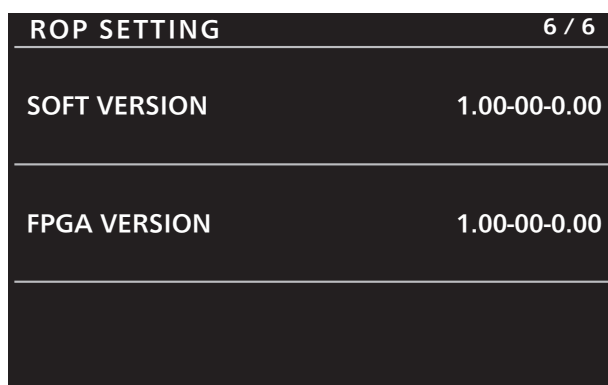 ROP SETTING 6 / 6
SOFT VERSION 1.00-00-0.00
FPGA VERSION 1.00-00-0.00